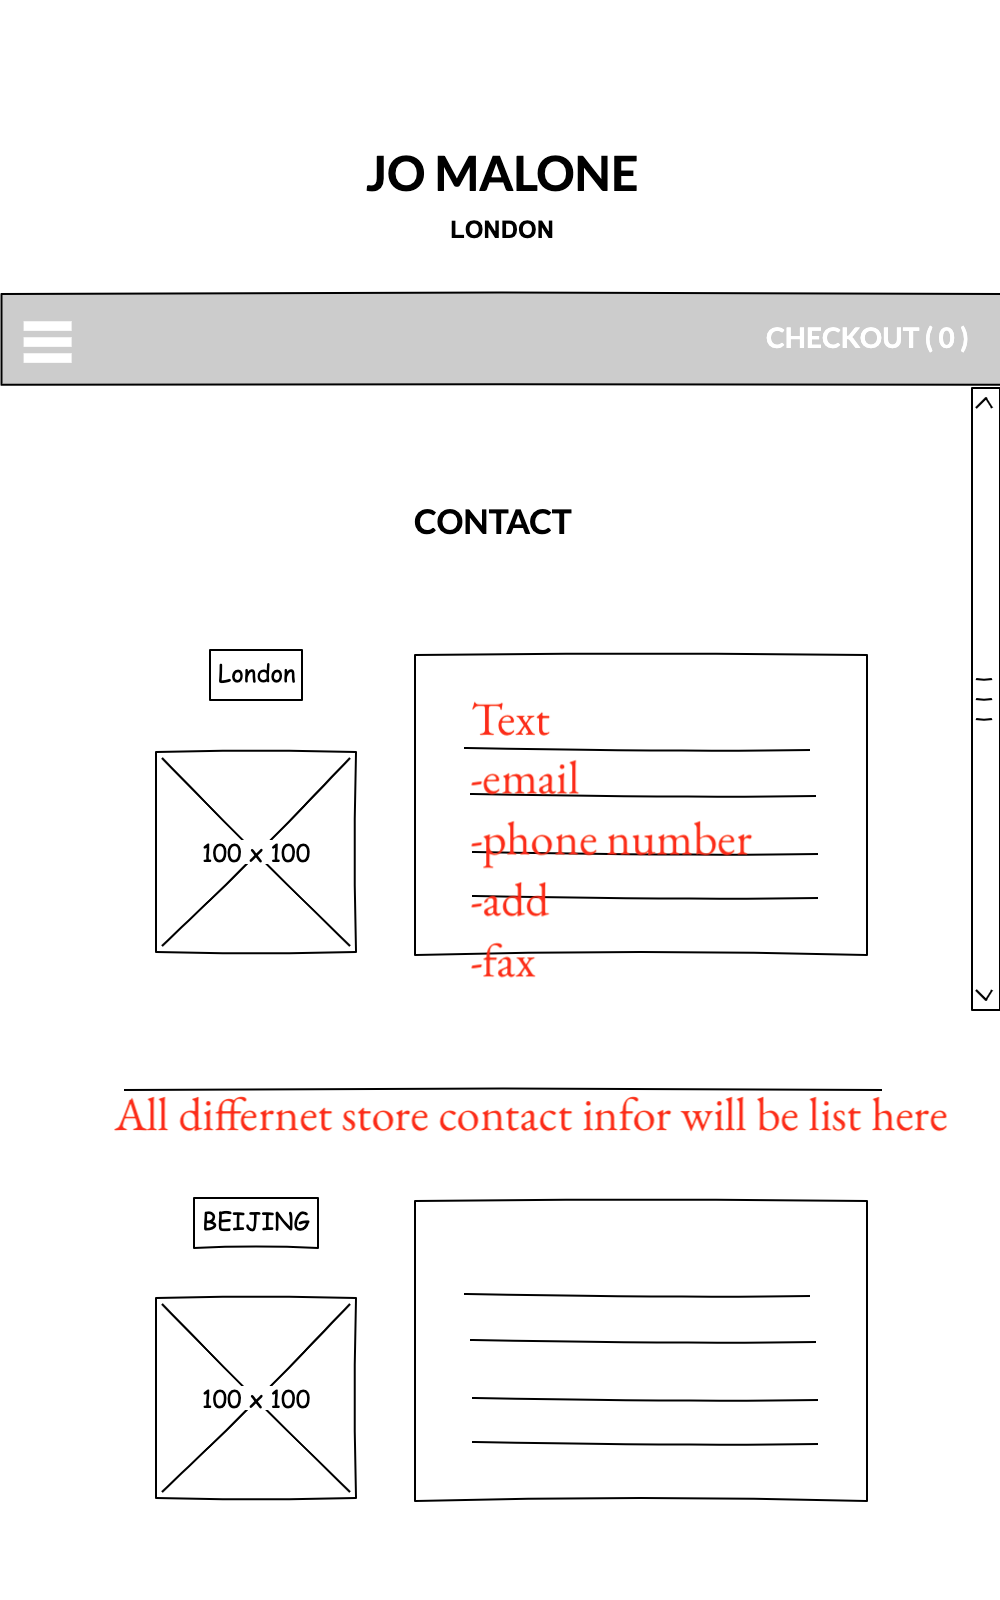 JO MALONE
LONDON
CHECKOUT ( 0 )
CONTACT
London
100 x 100
Text
-email
-phone number
-add
-fax
All differnet store contact infor will be list here
BEIJING
100 x 100